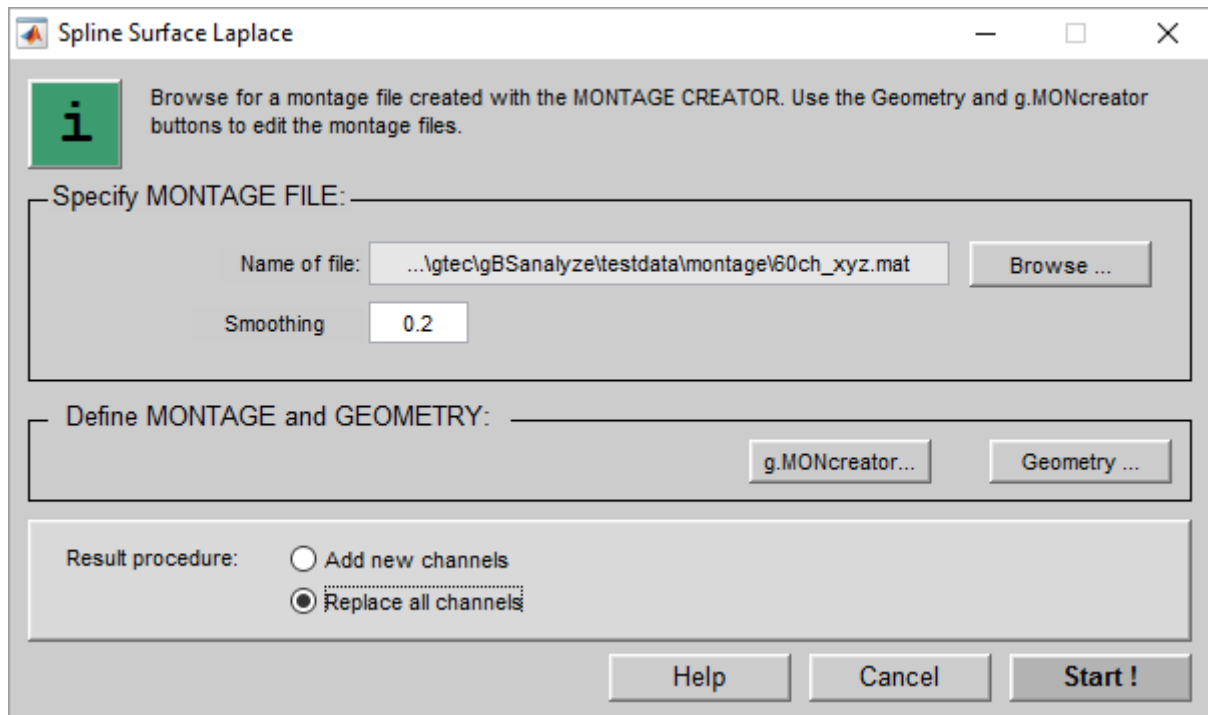 Spline Surface Laplace
i
Browse for a montage file created with the MONTAGE CREATOR. Use the Geometry and g.MONcreator
buttons to edit the montage files.
Specify MONTAGE FILE:
Name of file: ...\gtec\gBSanalyze\testdata\montage\60ch_xyz.mat Browse ...
Smoothing 0.2
Define MONTAGE and GEOMETRY:
g.MONcreator... Geometry ...
Result procedure: Add new channels
Replace all channels
Help Cancel Start !